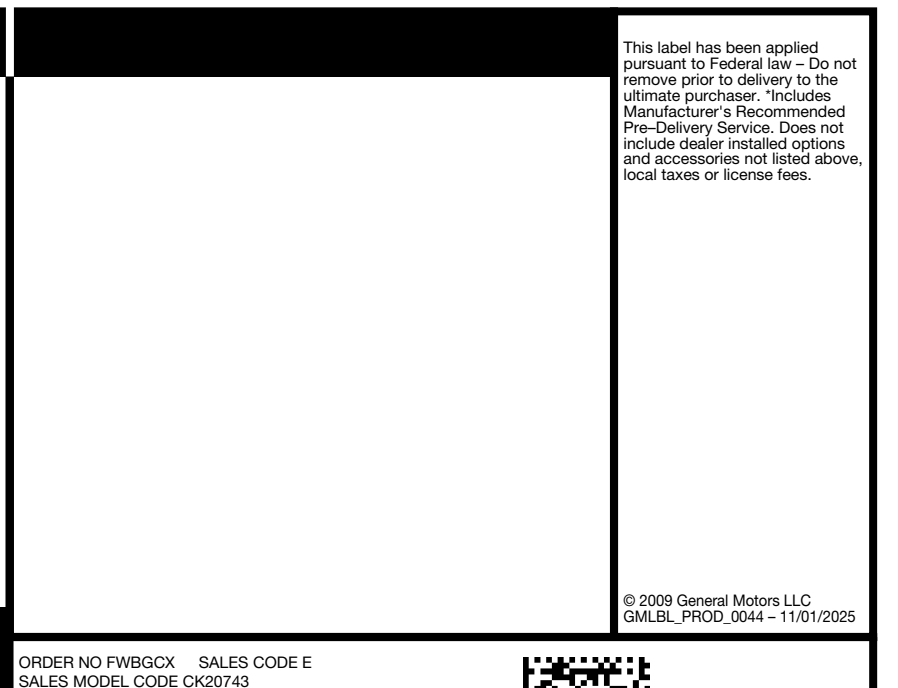 This label has been applied
pursuant to Federal law – Do not
remove prior to delivery to the
ultimate purchaser. *Includes
Manufacturer's Recommended
Pre–Delivery Service. Does not
include dealer installed options
and accessories not listed above,
local taxes or license fees.
© 2009 General Motors LLC
GMLBL_PROD_0044 – 11/01/2025
ORDER NO FWBGCX SALES CODE E
SALES MODEL CODE CK20743